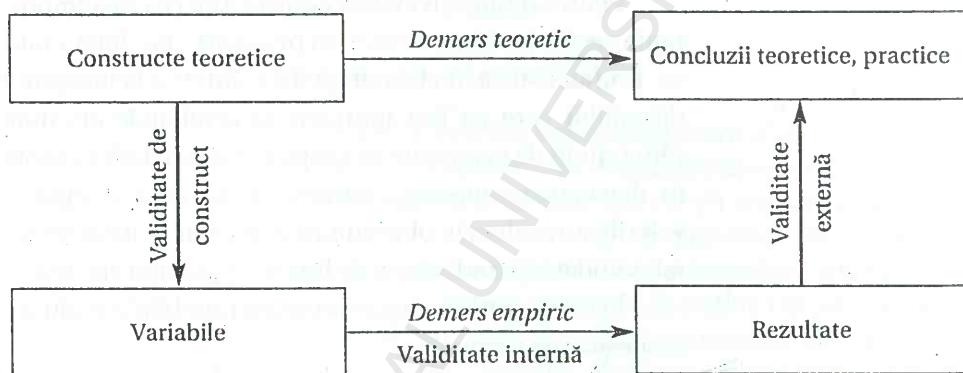 Constructe teoretice
Demers teoretic
Concluzii teoretice, practice
Validitate de
construct
Validitate
externă
Variabile
Demers empiric
Validitate internă
Rezultate